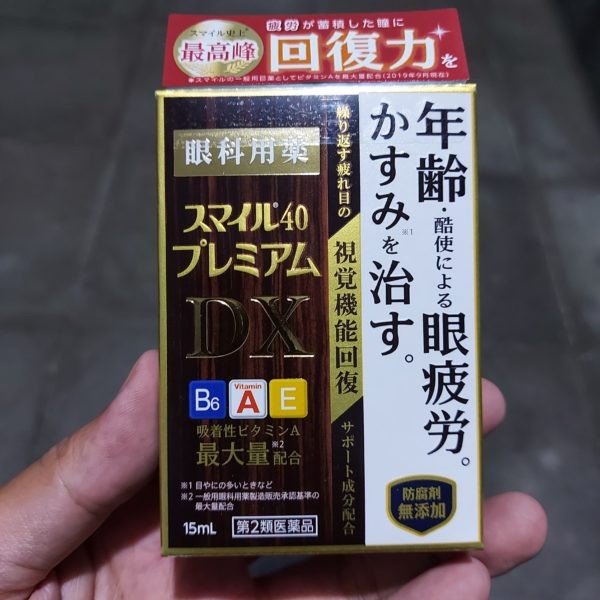 スマイル史上*
最高峰
疲労が蓄積した瞳に
回復力を
＊スマイルの一般用目薬としてビタミンAを最大量配合(2019年9月現在)
年齢・酷使による眼疲労。
かすみ※1を治す。
繰り返す疲れ目の
視覚機能回復
サポート成分配合
眼科用薬
スマイル®40
プレミアム
DX
B6
Vitamin
A
E
吸着性ビタミンA
最大量※2配合
※1 目やにの多いときなど
※2 一般用眼科用薬製造販売承認基準の
最大量配合
15mL
第2類医薬品
防腐剤
無添加